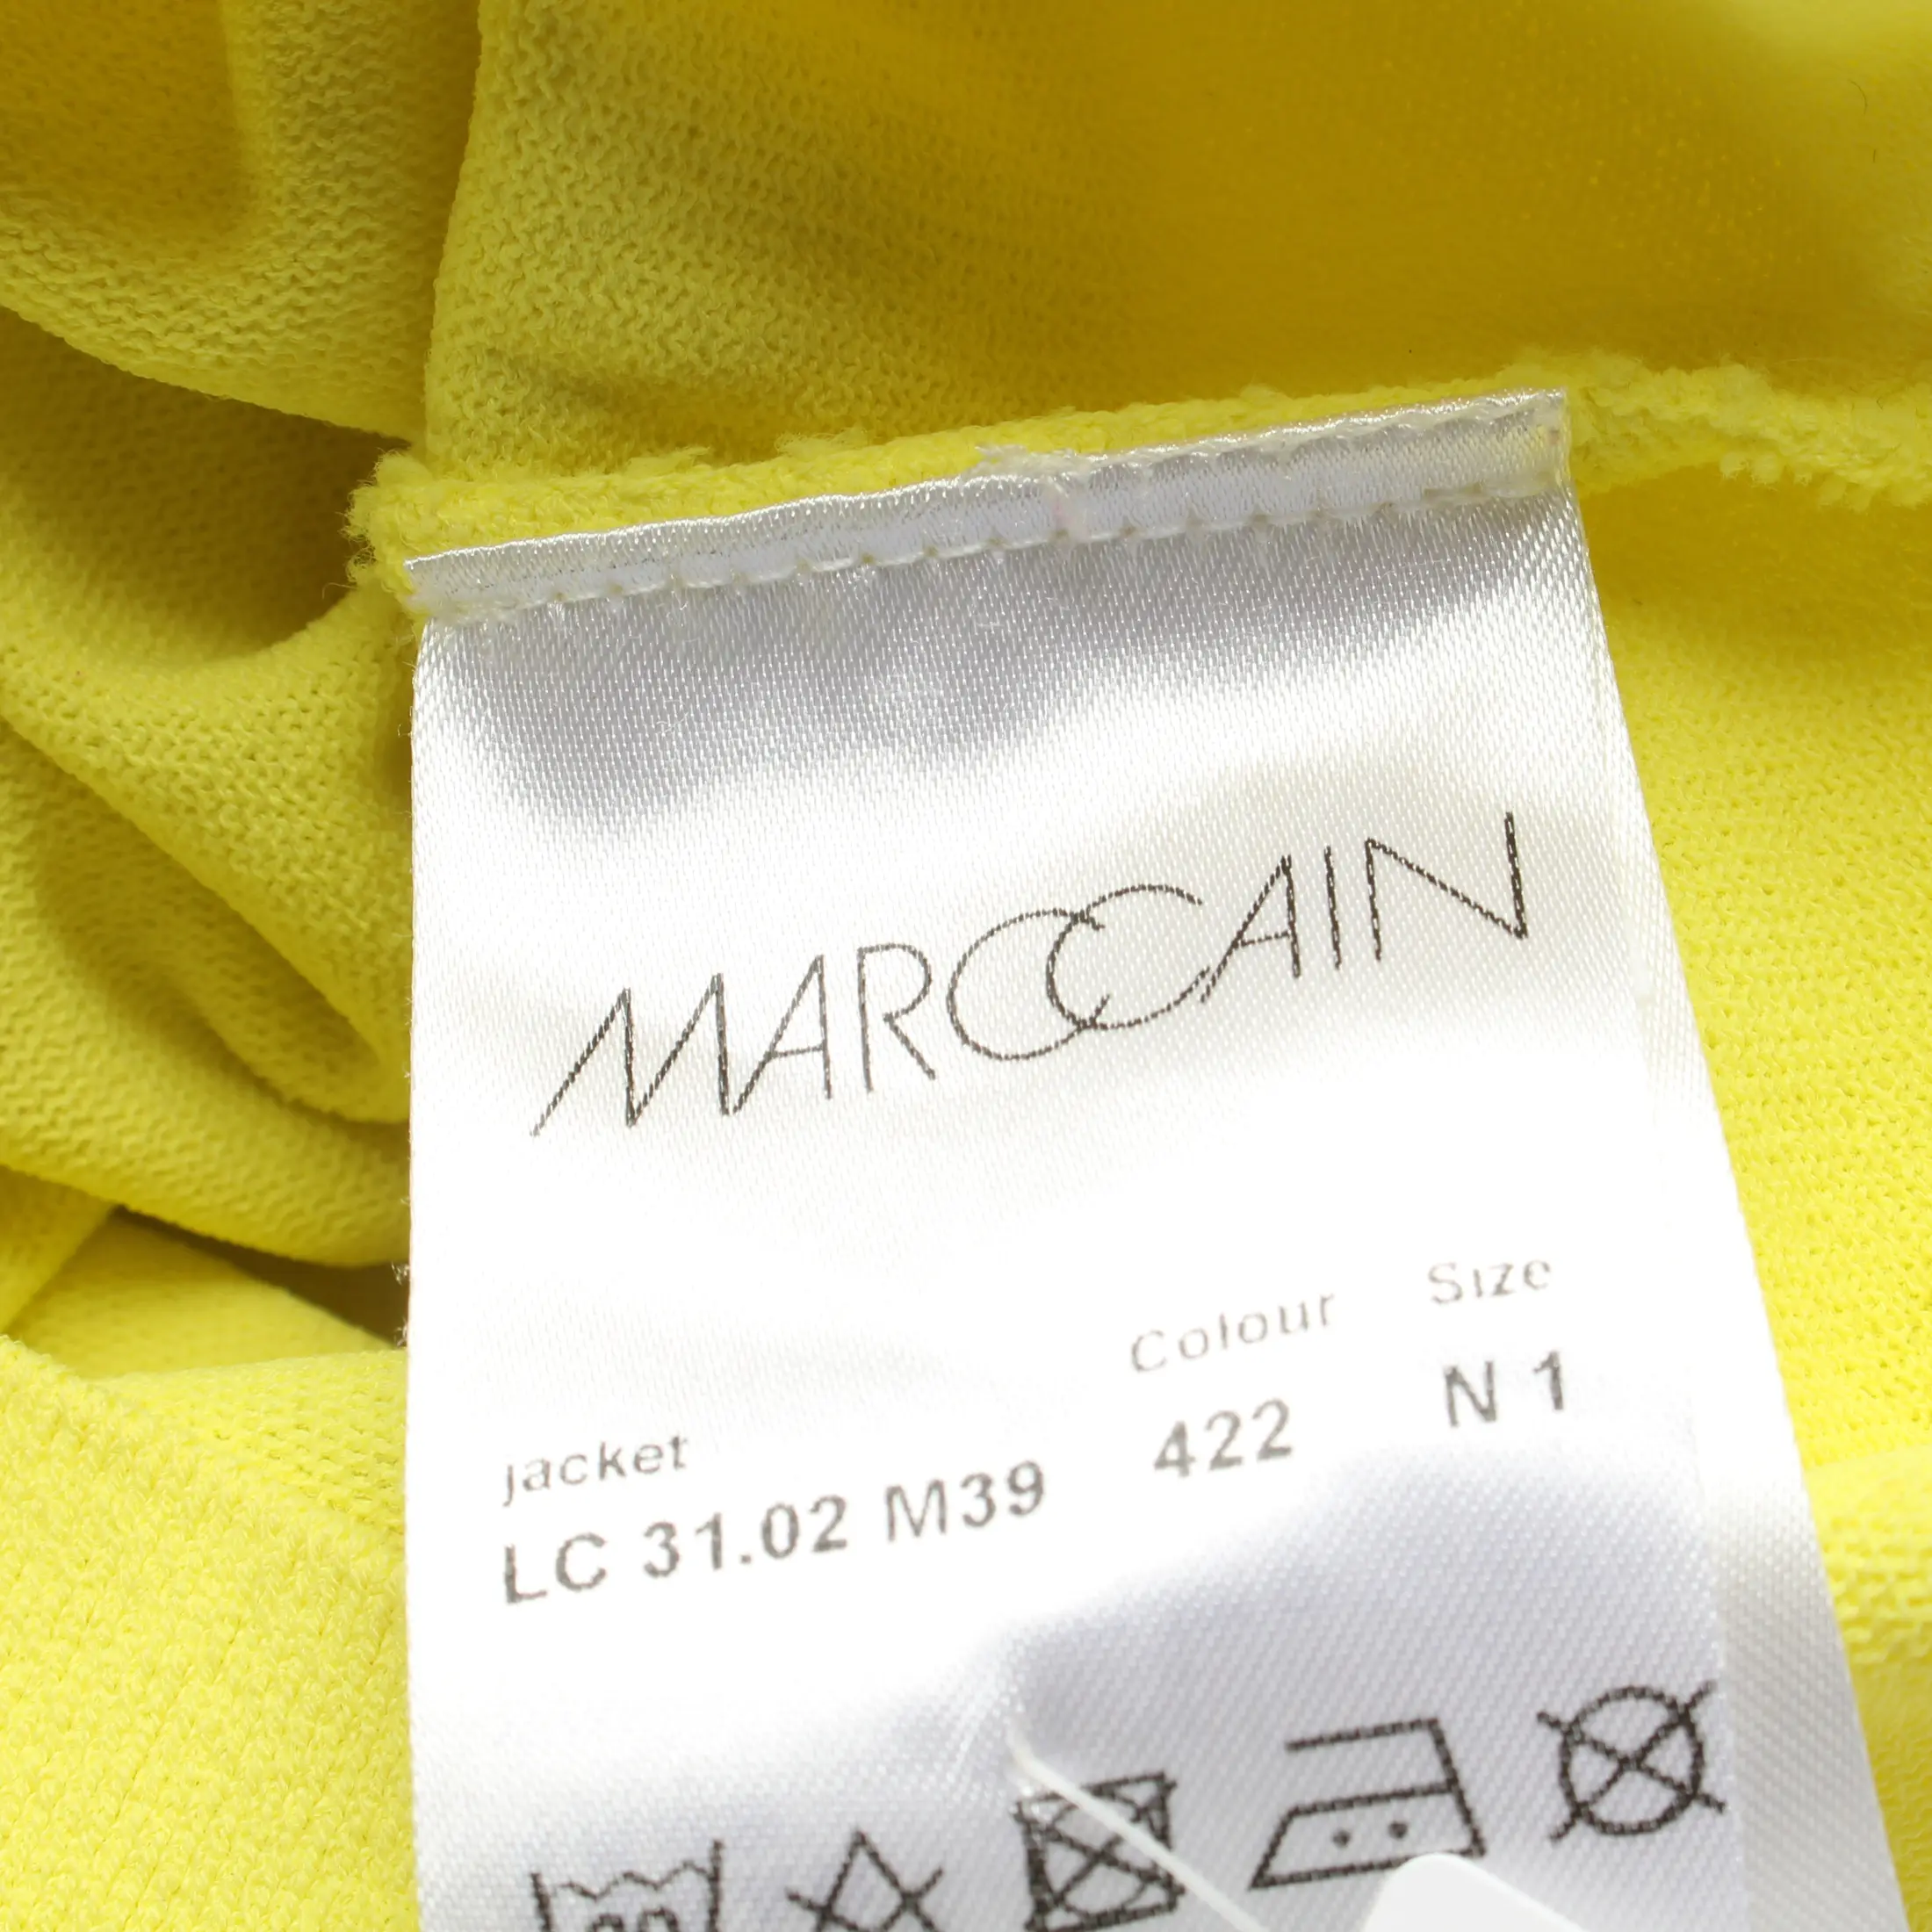 MARCCAIN
Colour Size
jacket
LC 31.02 M39 422 N 1